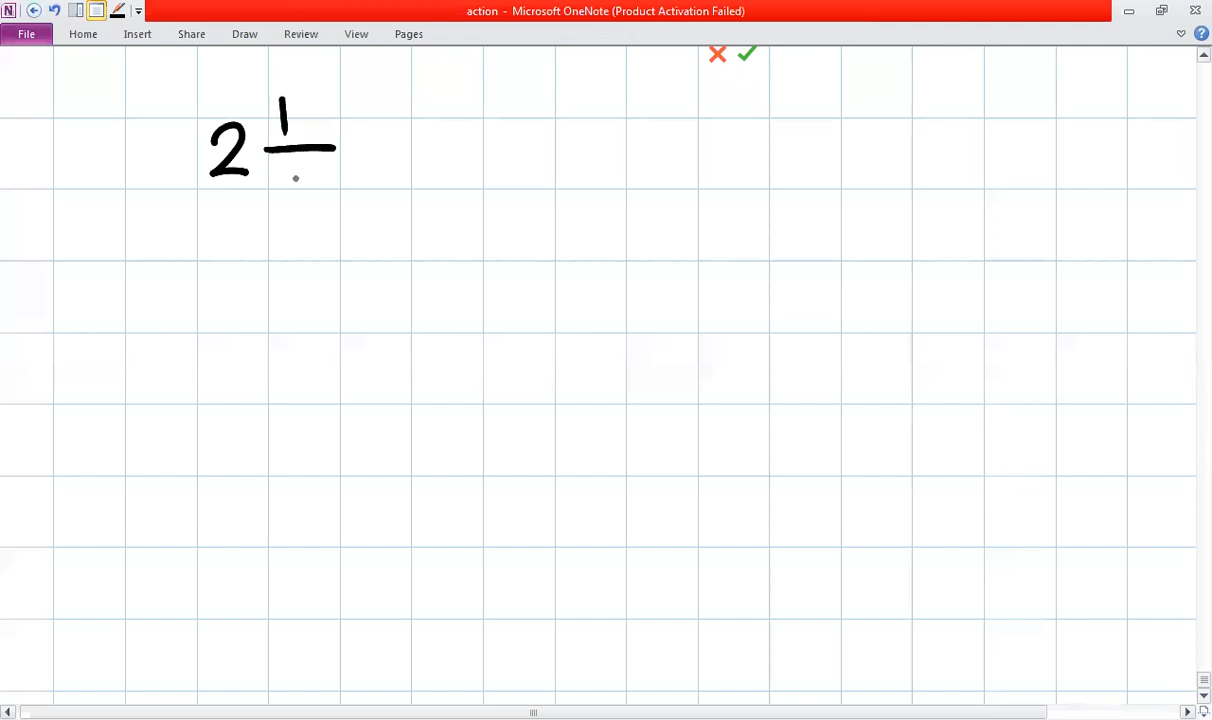 action - Microsoft OneNote (Product Activation Failed)
File Home Insert Share Draw Review View Pages
2 1/